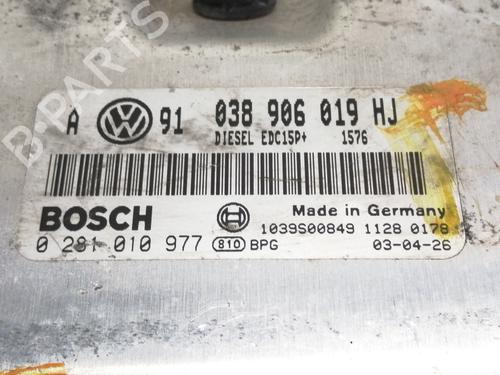 B-PARTS
A VW 91 038 906 019 HJ
DIESEL EDC15P+ 1576
BOSCH
Made in Germany
1039S00849 1128 0178
0 281 010 977 810 BPG 03-04-26